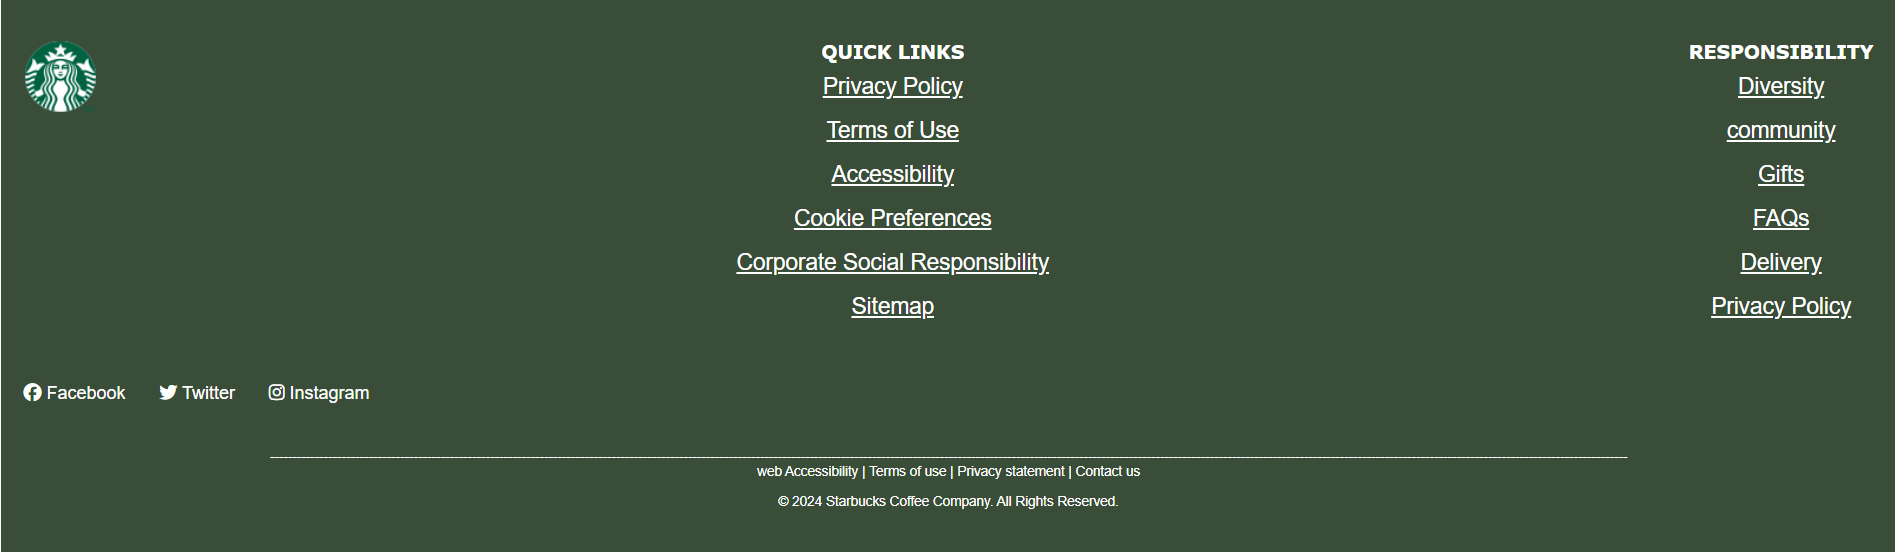 QUICK LINKS
Privacy Policy
Terms of Use
Accessibility
Cookie Preferences
Corporate Social Responsibility
Sitemap
RESPONSIBILITY
Diversity
community
Gifts
FAQs
Delivery
Privacy Policy
Facebook Twitter Instagram
web Accessibility | Terms of use | Privacy statement | Contact us
© 2024 Starbucks Coffee Company. All Rights Reserved.